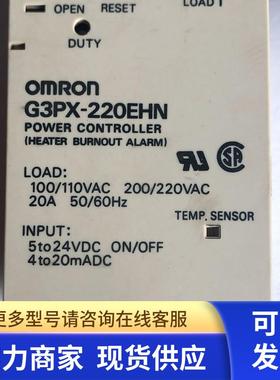 OPEN RESET
LOAD 1
DUTY
OMRON
G3PX-220EHN
POWER CONTROLLER
(HEATER BURNOUT ALARM)
LOAD:
100/110VAC 200/220VAC
20A 50/60Hz
TEMP. SENSOR
INPUT:
5to24VDC ON/OFF
4to20mADC
更多型号请咨询在线客服
力商家 现货供应